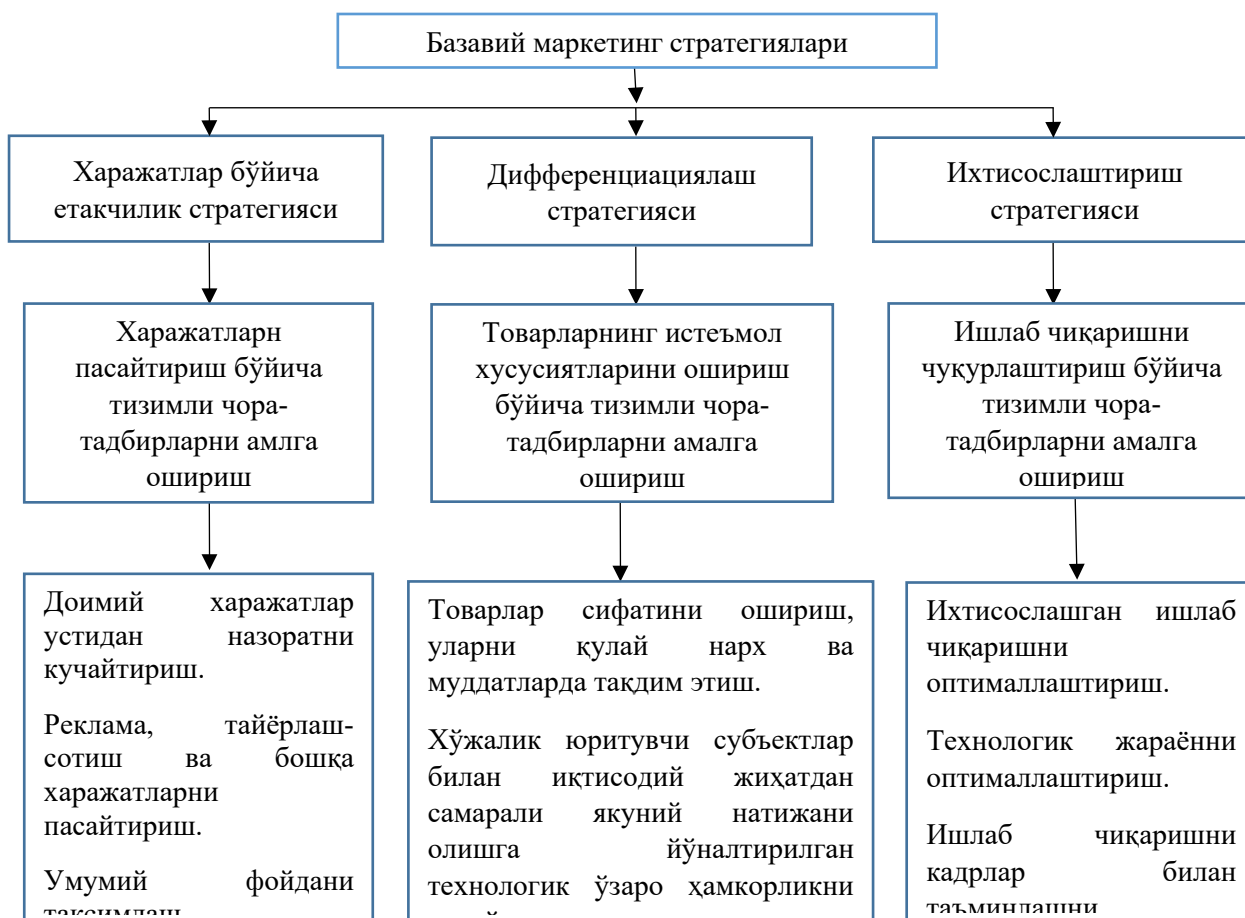 Базавий маркетинг стратегиялари
Харажатлар бўйича
етакчилик стратегияси
Дифференциациялаш
стратегияси
Ихтисослаштириш
стратегияси
Харажатларн
пасайтириш бўйича
тизимли чора-
тадбирларни амлга
ошириш
Товарларнинг истеъмол
хусусиятларини ошириш
бўйича тизимли чора-
тадбирларни амалга
ошириш
Ишлаб чиқаришни
чуқурлаштириш бўйича
тизимли чора-
тадбирларни амалга
ошириш
Доимий харажатлар
устидан назоратни
кучайтириш.
Реклама, тайёрлаш-
сотиш ва бошқа
харажатларни
пасайтириш.
Умумий фойдани
тақсимлаш
Товарлар сифатини ошириш,
уларни қулай нарх ва
муддатларда тақдим этиш.
Хўжалик юритувчи субъектлар
билан иқтисодий жиҳатдан
самарали якуний натижани
олишга йўналтирилган
технологик ўзаро ҳамкорликни
Ихтисослашган ишлаб
чиқаришни
оптималлаштириш.
Технологик жараённи
оптималлаштириш.
Ишлаб чиқаришни
кадрлар билан
таъминлашни